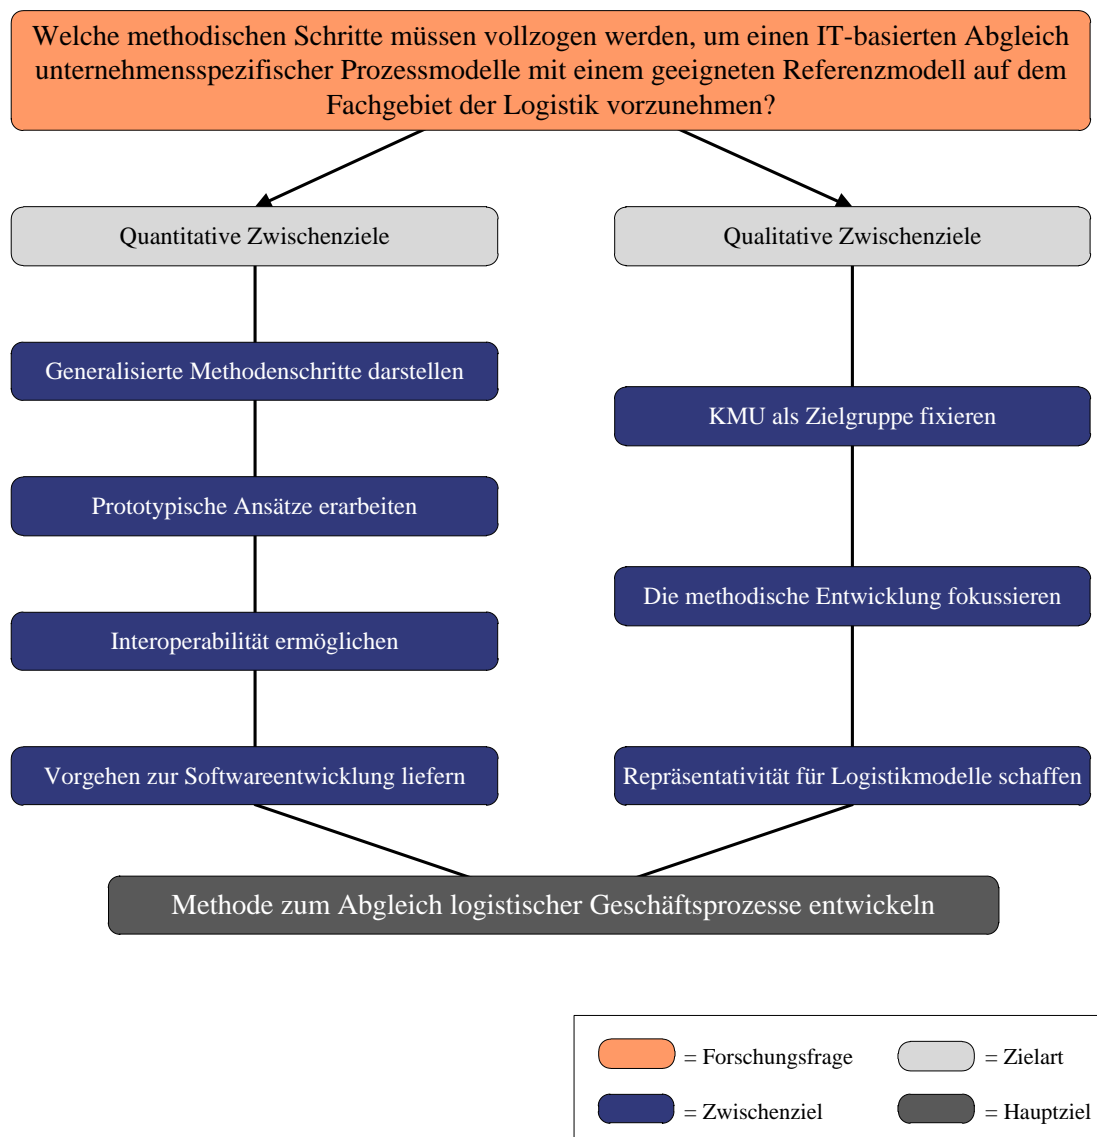 Welche methodischen Schritte müssen vollzogen werden, um einen IT-basierten Abgleich
unternehmensspezifischer Prozessmodelle mit einem geeigneten Referenzmodell auf dem
Fachgebiet der Logistik vorzunehmen?
Quantitative Zwischenziele
Qualitative Zwischenziele
Generalisierte Methodenschritte darstellen
KMU als Zielgruppe fixieren
Prototypische Ansätze erarbeiten
Die methodische Entwicklung fokussieren
Interoperabilität ermöglichen
Vorgehen zur Softwareentwicklung liefern
Repräsentativität für Logistikmodelle schaffen
Methode zum Abgleich logistischer Geschäftsprozesse entwickeln
= Forschungsfrage
= Zielart
= Zwischenziel
= Hauptziel